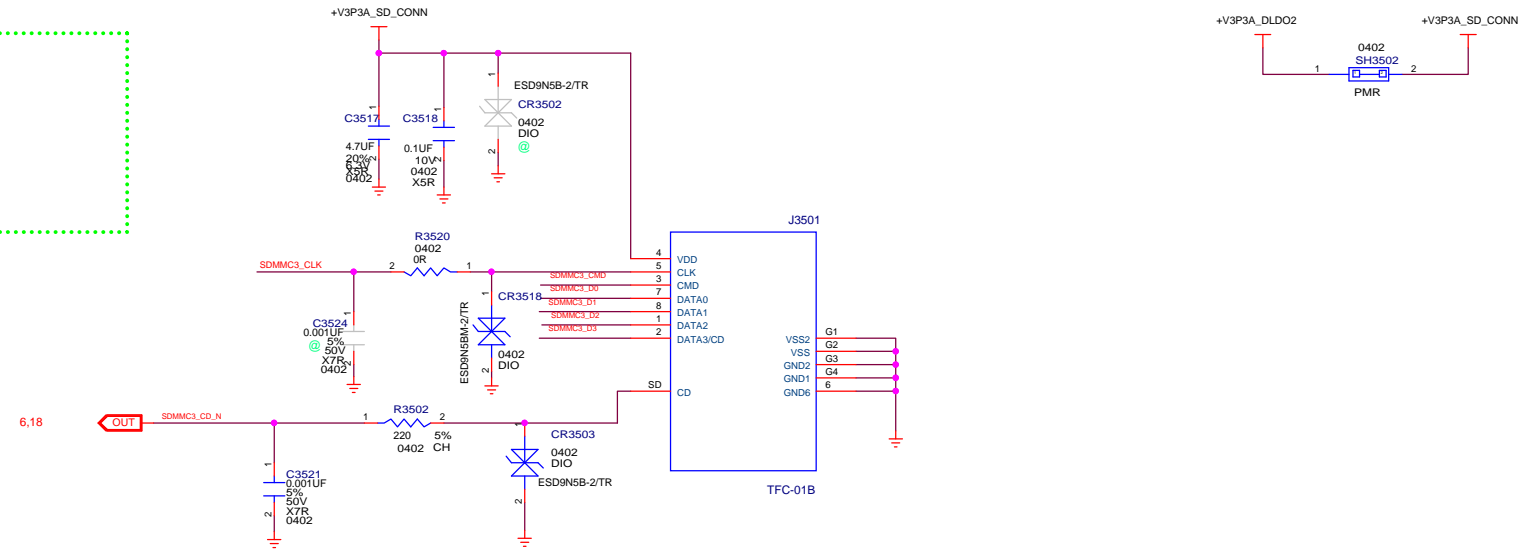 +V3P3A_SD_CONN
+V3P3A_DLDO2
+V3P3A_SD_CONN
0402
SH3502
1
2
PMR
1
ESD9N5B-2/TR
CR3502
0402
DIO
@
2
1
C3517
4.7UF
20%
6.3V
X5R
0402
2
1
C3518
0.1UF
10V
0402
X5R
2
J3501
R3520
0402
0R
SDMMC3_CLK
2
1
4
VDD
5
CLK
SDMMC3_CMD
3
CMD
SDMMC3_D0
7
DATA0
SDMMC3_D1
8
DATA1
SDMMC3_D2
1
DATA2
SDMMC3_D3
2
DATA3/CD
SD
CD
VSS2
G1
VSS
G2
GND2
G3
GND1
G4
GND6
6
TFC-01B
1
C3524
0.001UF
@
5%
50V
X7R
0402
2
1
CR3518
ESD9N5BM-2/TR
0402
DIO
2
6,18
OUT
SDMMC3_CD_N
1
R3502
2
220
5%
0402
CH
1
CR3503
0402
DIO
ESD9N5B-2/TR
2
1
C3521
0.001UF
5%
50V
X7R
0402
2